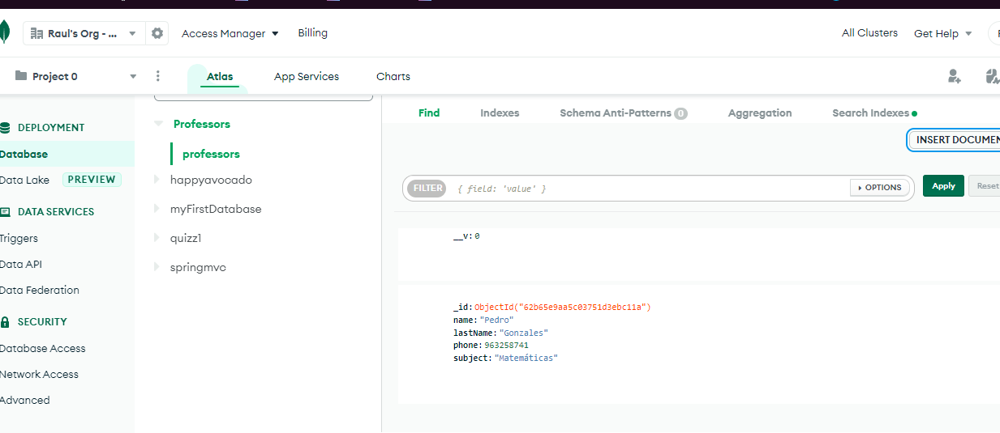 Raul's Org - ...
Access Manager
Billing
All Clusters
Get Help
Project 0
Atlas
App Services
Charts
DEPLOYMENT
Database
Data Lake PREVIEW
DATA SERVICES
Triggers
Data API
Data Federation
SECURITY
Database Access
Network Access
Advanced
Professors
professors
happyavocado
myFirstDatabase
quizz1
springmvc
Find
Indexes
Schema Anti-Patterns 0
Aggregation
Search Indexes
INSERT DOCUMEN
FILTER { field: 'value' }
OPTIONS
Apply
Reset
__v: 0
_id: ObjectId("62b65e9aa5c03751d3ebc11a")
name: "Pedro"
lastName: "Gonzales"
phone: 963258741
subject: "Matemáticas"